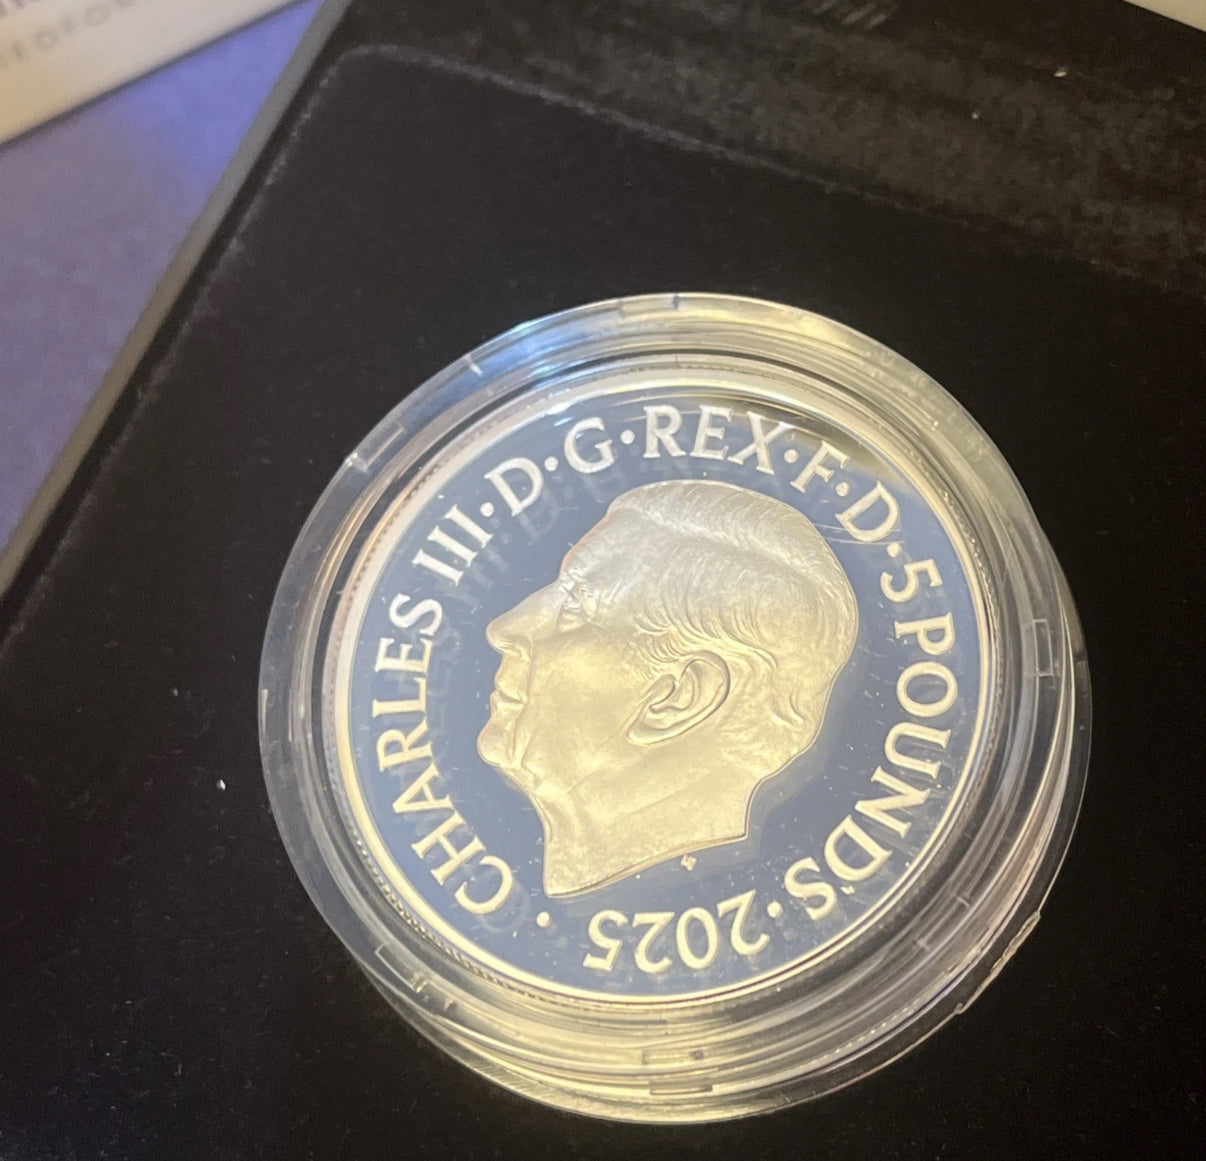 · CHARLES III · D · G · REX · F · D · 5 POUNDS · 2025